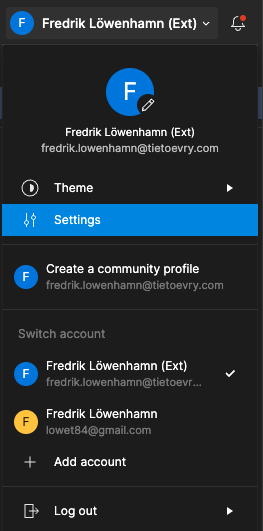 F Fredrik Löwenhamn (Ext)
F
Fredrik Löwenhamn (Ext)
fredrik.lowenhamn@tietoevry.com
Theme
Settings
F Create a community profile
fredrik.lowenhamn@tietoevry.com
Switch account
F Fredrik Löwenhamn (Ext)
fredrik.lowenhamn@tietoevr...
F Fredrik Löwenhamn
lowet84@gmail.com
Add account
Log out